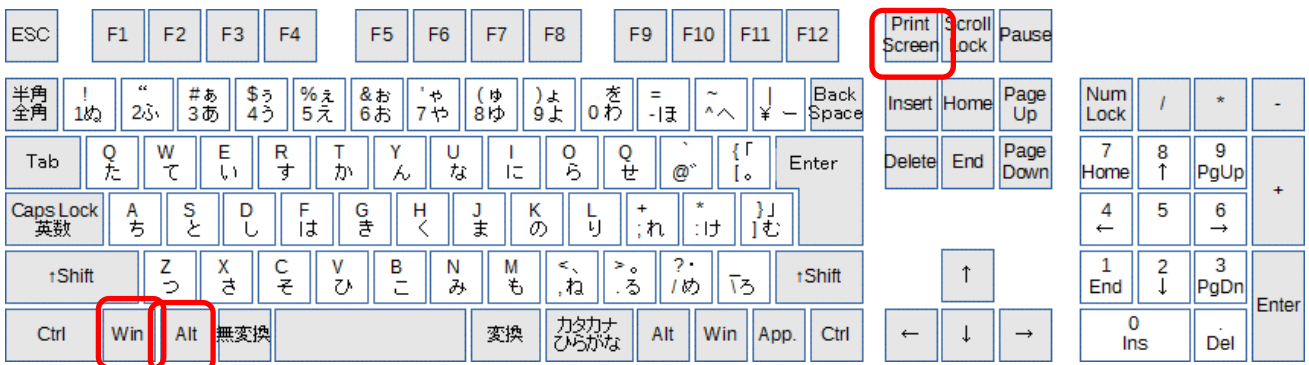 ESC F1 F2 F3 F4 F5 F6 F7 F8 F9 F10 F11 F12 Print Screen Scroll Lock Pause
半角 全角 ! 1ぬ “ 2ふ #ぁ 3あ $ぅ 4う %ぇ 5え &ぉ 6お 'ゃ 7や (ゅ 8ゆ )ょ 9よ を 0わ = -ほ ~ ^へ | ¥ー Back Space Insert Home Page Up Num Lock / * -
Tab Q た W て E い R す T か Y ん U な I に O ら Q せ ` @゛ {「 [。 Enter Delete End Page Down 7 Home 8 ↑ 9 PgUp +
Caps Lock 英数 A ち S と D し F は G き H く J ま K の L り + ;れ * :け }」 ]む 4 ← 5 6 →
↑Shift Z つ X さ C そ V ひ B こ N み M も <、 ,ね >。 .る ?・ /め _ \ろ ↑Shift ↑ 1 End 2 ↓ 3 PgDn Enter
Ctrl Win Alt 無変換 変換 カタカナ ひらがな Alt Win App. Ctrl ← ↓ → 0 Ins . Del